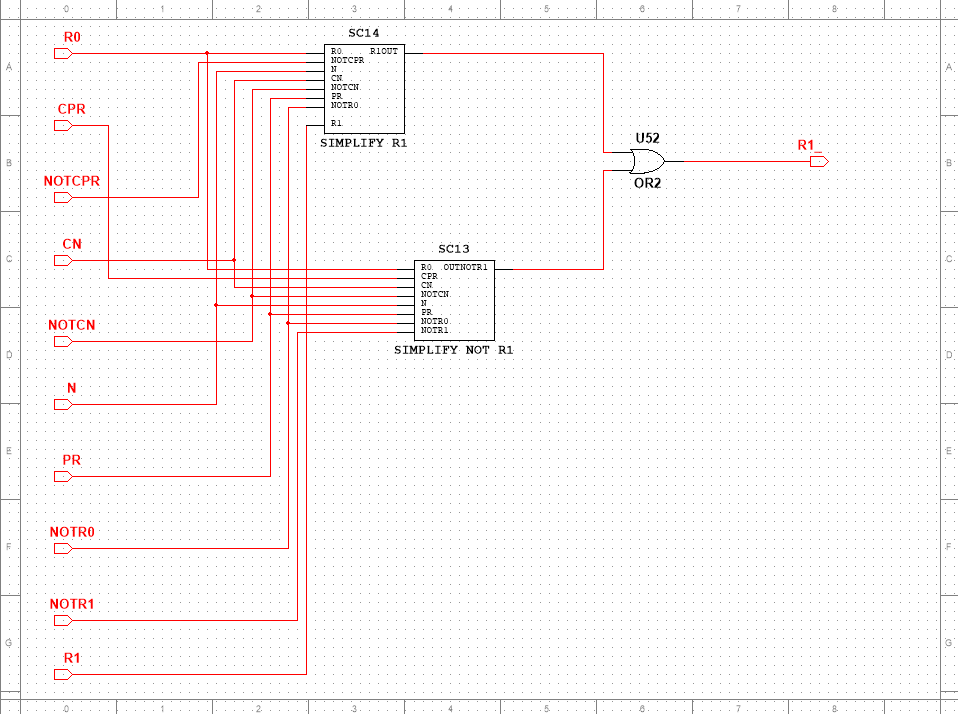 0 1 2 3 4 5 6 7 8
A
B
C
D
E
F
G
R0
CPR
NOTCPR
CN
NOTCN
N
PR
NOTR0
NOTR1
R1
SC14
R0 R1OUT
NOTCPR
N
CN
NOTCN
PR
NOTR0
R1
SIMPLIFY R1
SC13
R0 OUTNOTR1
CPR
CN
NOTCN
N
PR
NOTR0
NOTR1
SIMPLIFY NOT R1
U52
OR2
R1_
A
B
C
D
E
F
G
0 1 2 3 4 5 6 7 8